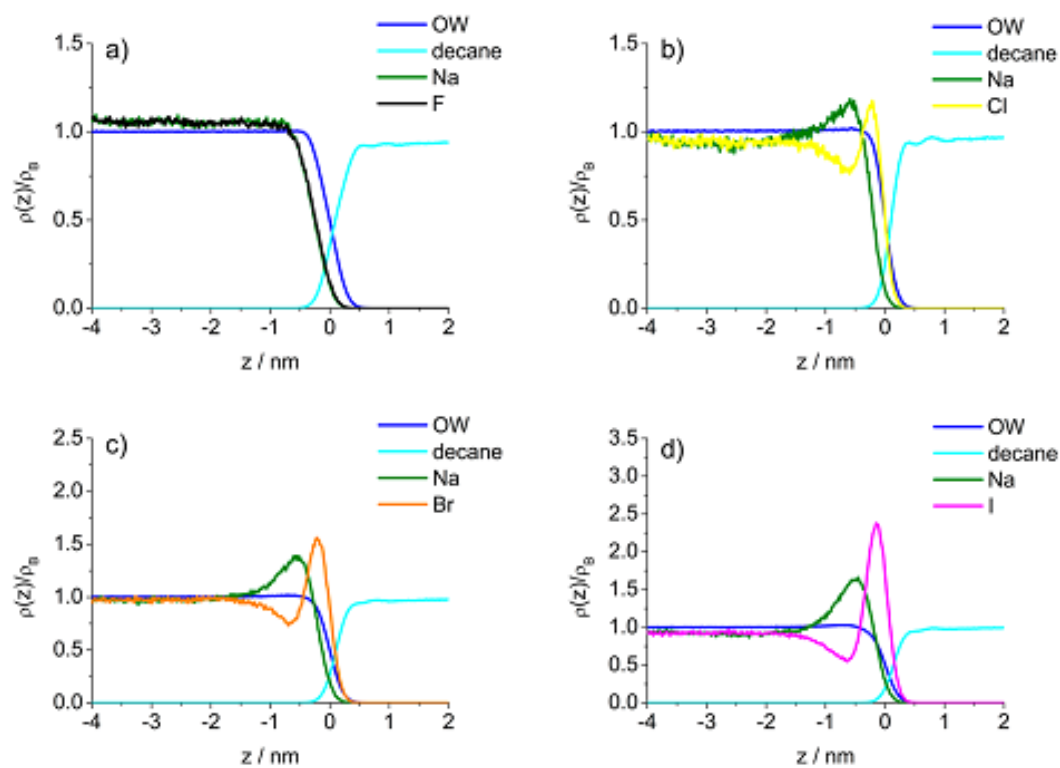 a)
OW
decane
Na
F
1.5
1.0
0.5
0.0
ρ(z)/ρB
-4 -3 -2 -1 0 1 2
z / nm
b)
OW
decane
Na
Cl
1.5
1.0
0.5
0.0
ρ(z)/ρB
-4 -3 -2 -1 0 1 2
z / nm
c)
OW
decane
Na
Br
2.5
2.0
1.5
1.0
0.5
0.0
ρ(z)/ρB
-4 -3 -2 -1 0 1 2
z / nm
d)
OW
decane
Na
I
3.5
3.0
2.5
2.0
1.5
1.0
0.5
0.0
ρ(z)/ρB
-4 -3 -2 -1 0 1 2
z / nm